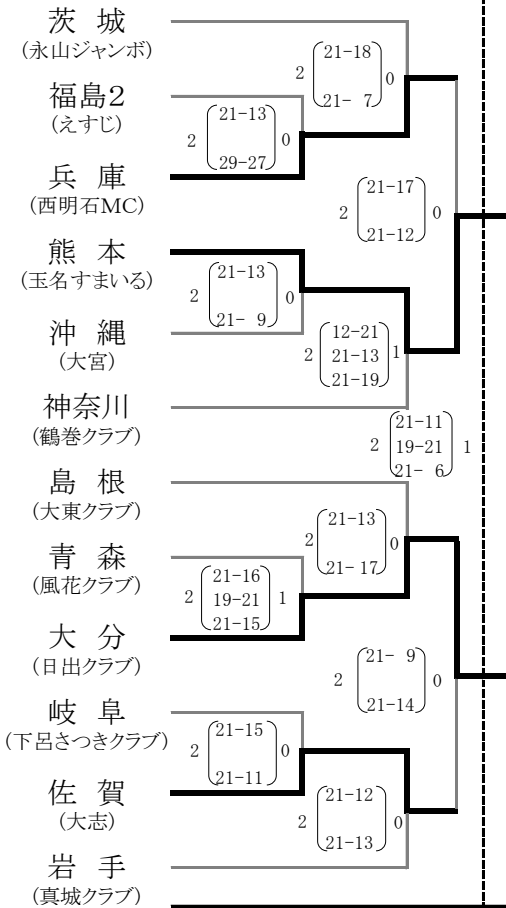 茨 城
(永山ジャンボ)
21-18
2 0
21- 7
福島2
(えすじ)
21-13
2 0
29-27
兵 庫
(西明石MC)
21-17
2 0
21-12
熊 本
(玉名すまいる)
21-13
2 0
21- 9
沖 縄
(大宮)
12-21
2 21-13 1
21-19
神奈川
(鶴巻クラブ)
21-11
2 19-21 1
21- 6
島 根
(大東クラブ)
21-13
2 0
21- 17
青 森
(風花クラブ)
21-16
2 19-21 1
21-15
大 分
(日出クラブ)
21- 9
2 0
21-14
岐 阜
(下呂さつきクラブ)
21-15
2 0
21-11
佐 賀
(大志)
21-12
2 0
21-13
岩 手
(真城クラブ)